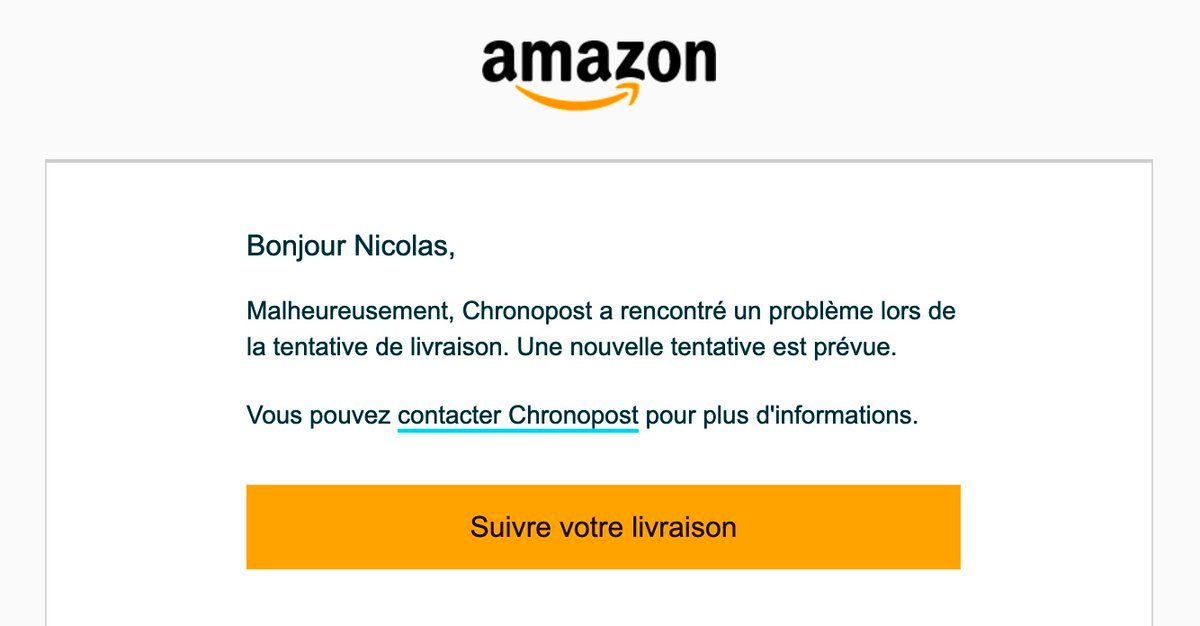 amazon
Bonjour Nicolas,
Malheureusement, Chronopost a rencontré un problème lors de
la tentative de livraison. Une nouvelle tentative est prévue.
Vous pouvez contacter Chronopost pour plus d'informations.
Suivre votre livraison